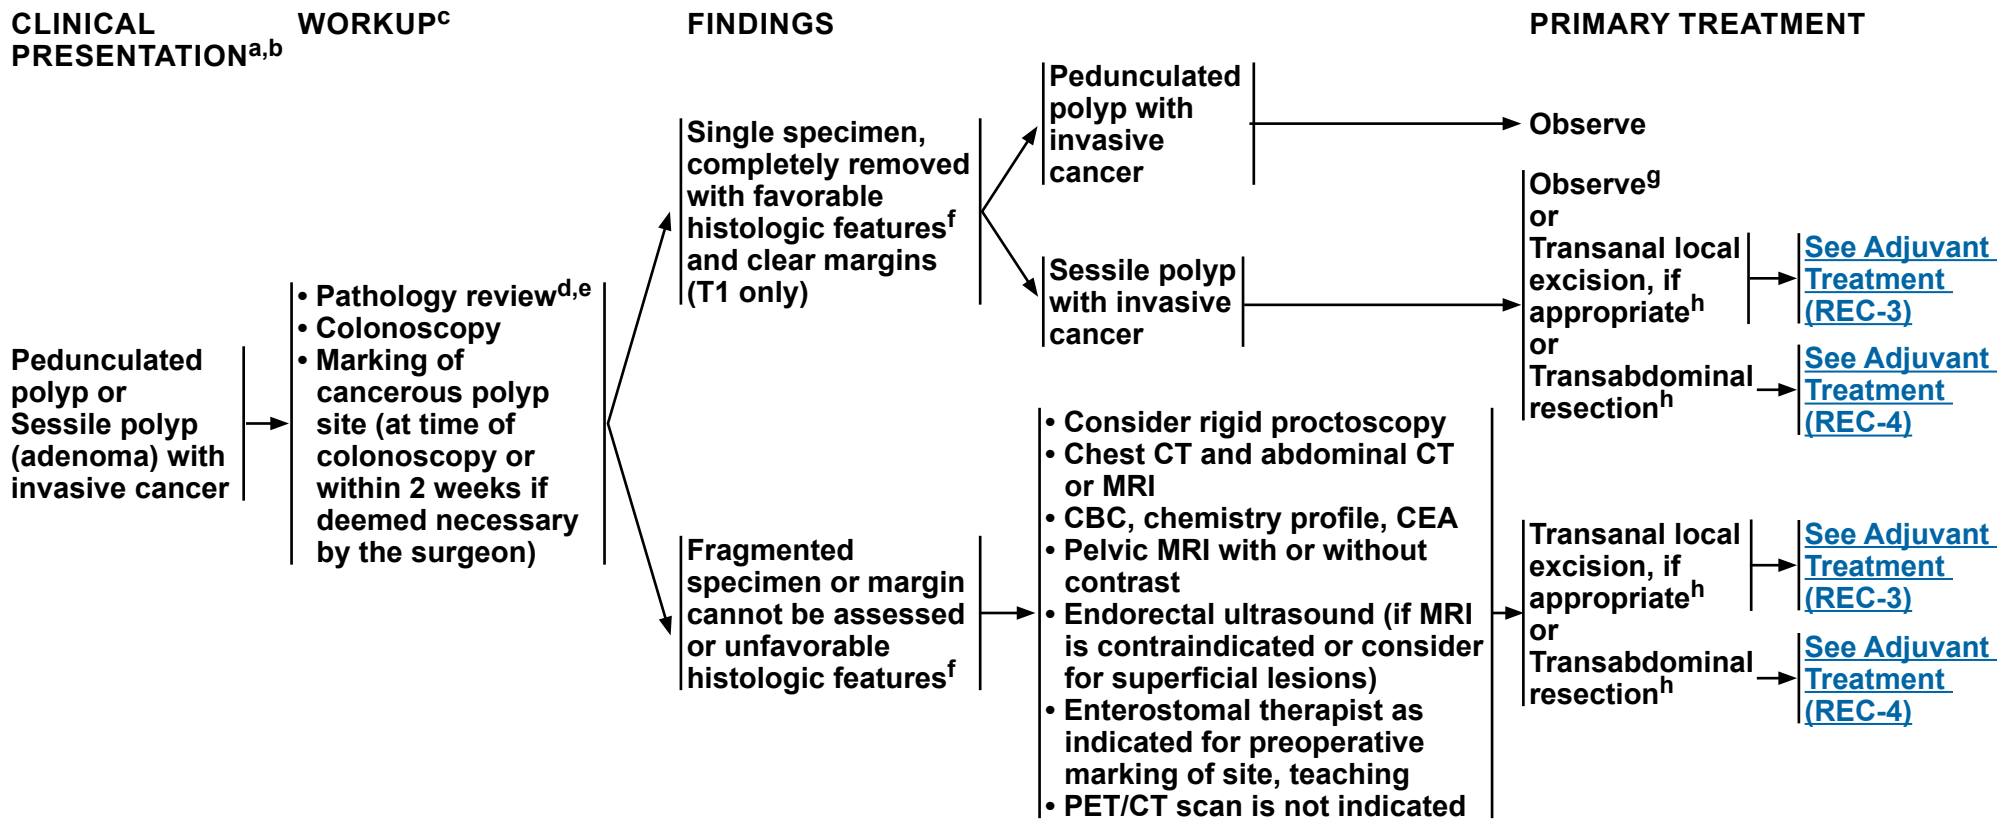 CLINICAL
PRESENTATIONa,b
WORKUPc
FINDINGS
PRIMARY TREATMENT
Pedunculated
polyp or
Sessile polyp
(adenoma) with
invasive cancer
• Pathology reviewd,e
• Colonoscopy
• Marking of
cancerous polyp
site (at time of
colonoscopy or
within 2 weeks if
deemed necessary
by the surgeon)
Single specimen,
completely removed
with favorable
histologic featuresf
and clear margins
(T1 only)
Pedunculated
polyp with
invasive
cancer
Observe
Sessile polyp
with invasive
cancer
Observeg
or
Transanal local
excision, if
appropriateh
or
Transabdominal
resectionh
See Adjuvant
Treatment
(REC-3)
See Adjuvant
Treatment
(REC-4)
Fragmented
specimen or margin
cannot be assessed
or unfavorable
histologic featuresf
• Consider rigid proctoscopy
• Chest CT and abdominal CT
or MRI
• CBC, chemistry profile, CEA
• Pelvic MRI with or without
contrast
• Endorectal ultrasound (if MRI
is contraindicated or consider
for superficial lesions)
• Enterostomal therapist as
indicated for preoperative
marking of site, teaching
• PET/CT scan is not indicated
Transanal local
excision, if
appropriateh
or
Transabdominal
resectionh
See Adjuvant
Treatment
(REC-3)
See Adjuvant
Treatment
(REC-4)